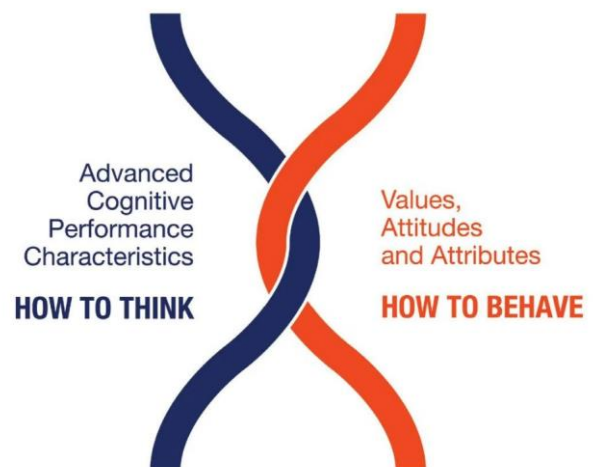 Advanced
Cognitive
Performance
Characteristics
HOW TO THINK
Values,
Attitudes
and Attributes
HOW TO BEHAVE